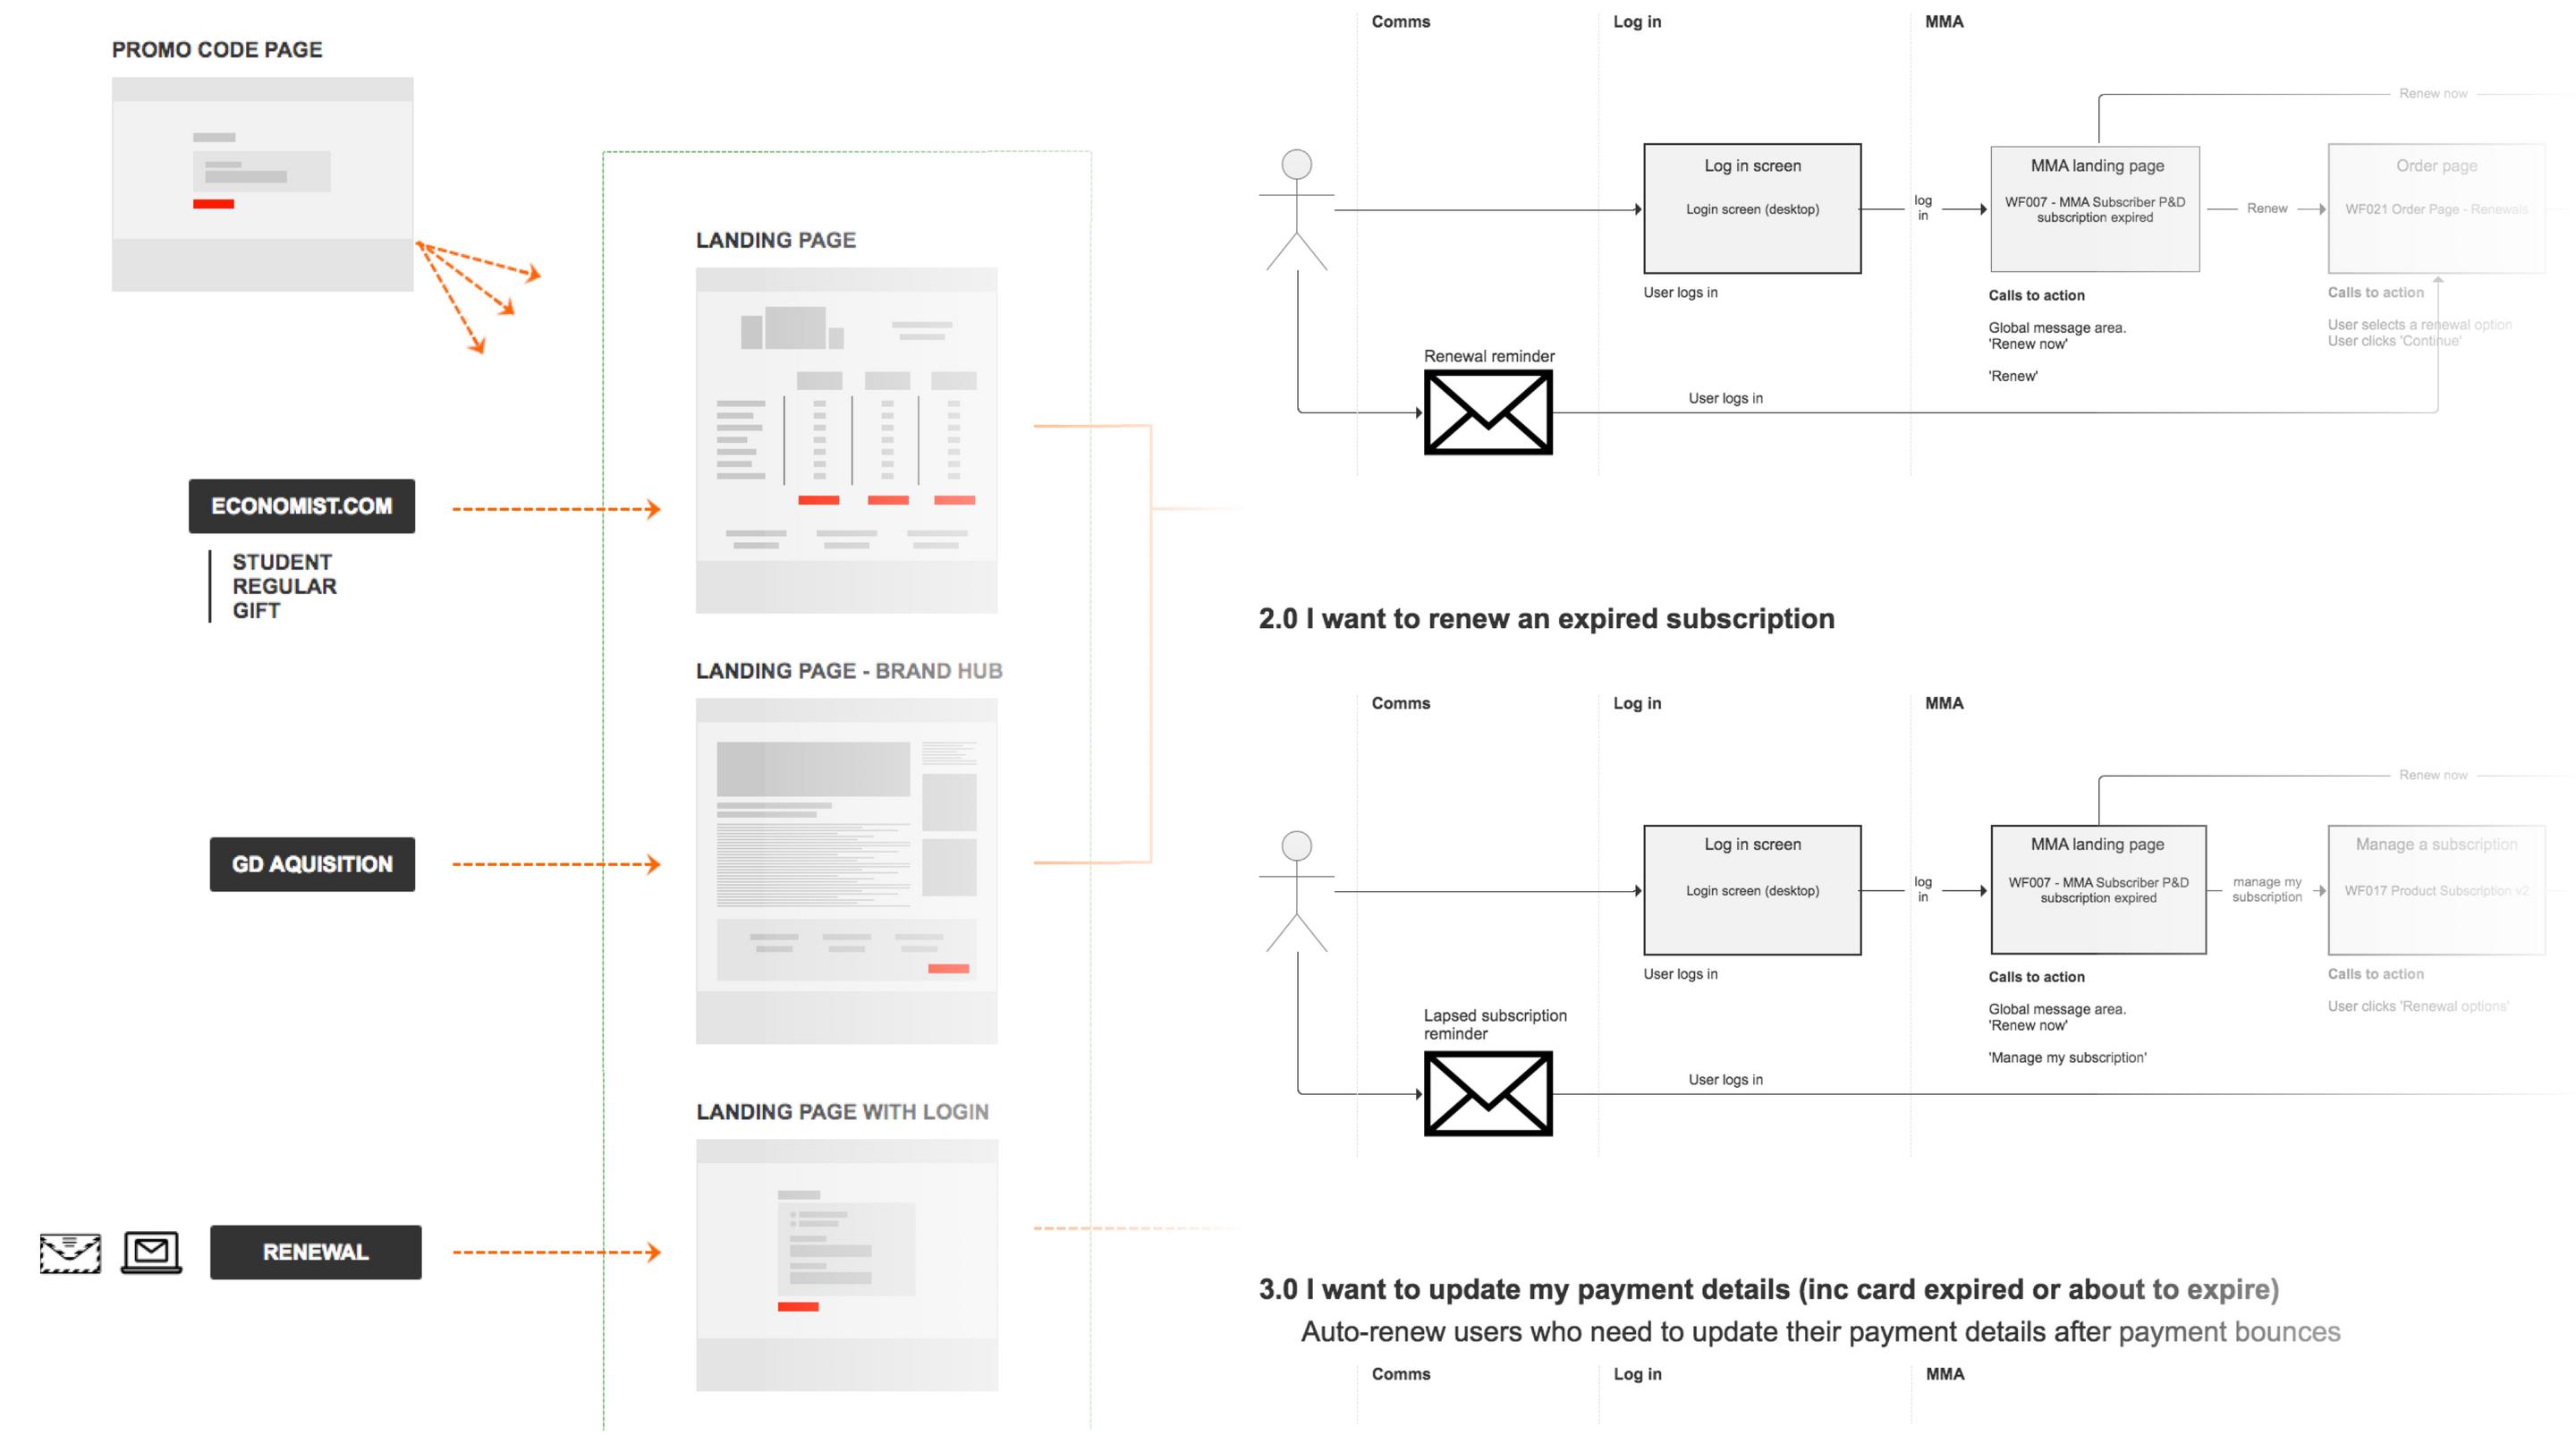 PROMO CODE PAGE
ECONOMIST.COM
STUDENT
REGULAR
GIFT
GD AQUISITION
RENEWAL
LANDING PAGE
LANDING PAGE - BRAND HUB
LANDING PAGE WITH LOGIN
Comms
Log in
MMA
Renew now
Log in screen
Login screen (desktop)
User logs in
log
in
MMA landing page
WF007 - MMA Subscriber P&D
subscription expired
Calls to action
Global message area.
'Renew now'
'Renew'
Renew
Order page
WF021 Order Page - Renewals
Calls to action
User selects a renewal option
User clicks 'Continue'
Renewal reminder
User logs in
2.0 I want to renew an expired subscription
Comms
Log in
MMA
Renew now
Log in screen
Login screen (desktop)
User logs in
log
in
MMA landing page
WF007 - MMA Subscriber P&D
subscription expired
Calls to action
Global message area.
'Renew now'
'Manage my subscription'
manage my
subscription
Manage a subscription
WF017 Product Subscription v2
Calls to action
User clicks 'Renewal options'
Lapsed subscription
reminder
User logs in
3.0 I want to update my payment details (inc card expired or about to expire)
Auto-renew users who need to update their payment details after payment bounces
Comms
Log in
MMA